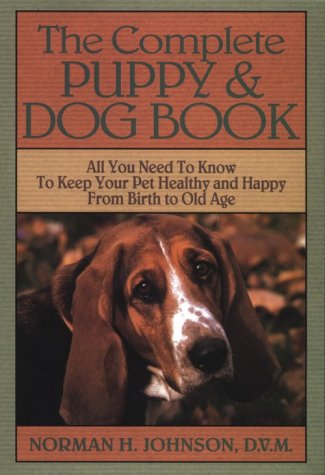 The Complete
PUPPY &
DOG BOOK
All You Need To Know
To Keep Your Pet Healthy and Happy
From Birth to Old Age
NORMAN H. JOHNSON, D.V.M.